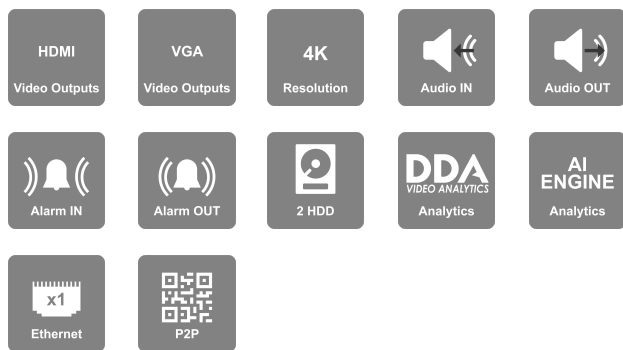 HDMI
Video Outputs
VGA
Video Outputs
4K
Resolution
Audio IN
Audio OUT
Alarm IN
Alarm OUT
2 HDD
DDA
VIDEO ANALYTICS
Analytics
AI
ENGINE
Analytics
x1
Ethernet
P2P